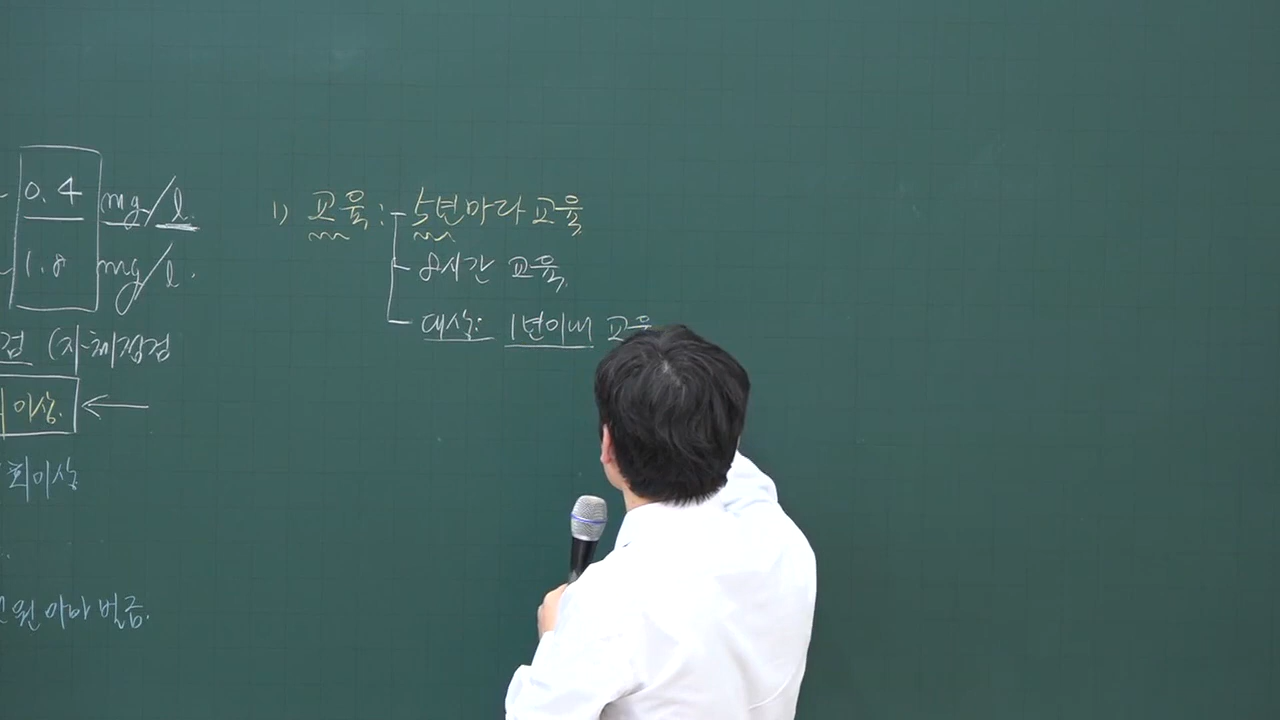 0.4 mg/l.
1.8 mg/l.
검 (자체점검
이상.
회이상
원 이하 벌금.
1) 교육 : 5년마다 교육
8시간 교육.
대상: 1년이내 교육